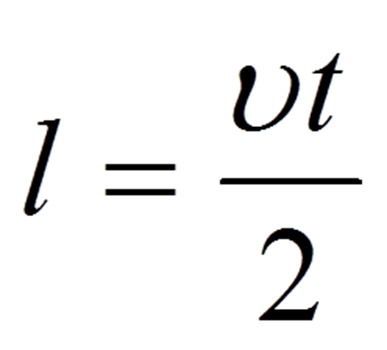 l = υt/2